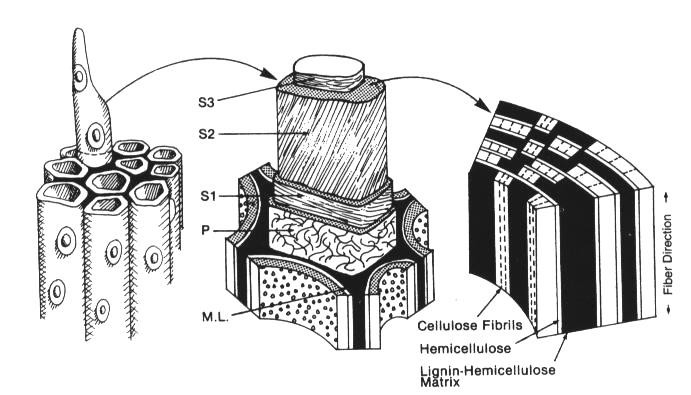 S3
S2
S1
P
M.L.
Fiber Direction
Cellulose Fibrils
Hemicellulose
Lignin-Hemicellulose
Matrix